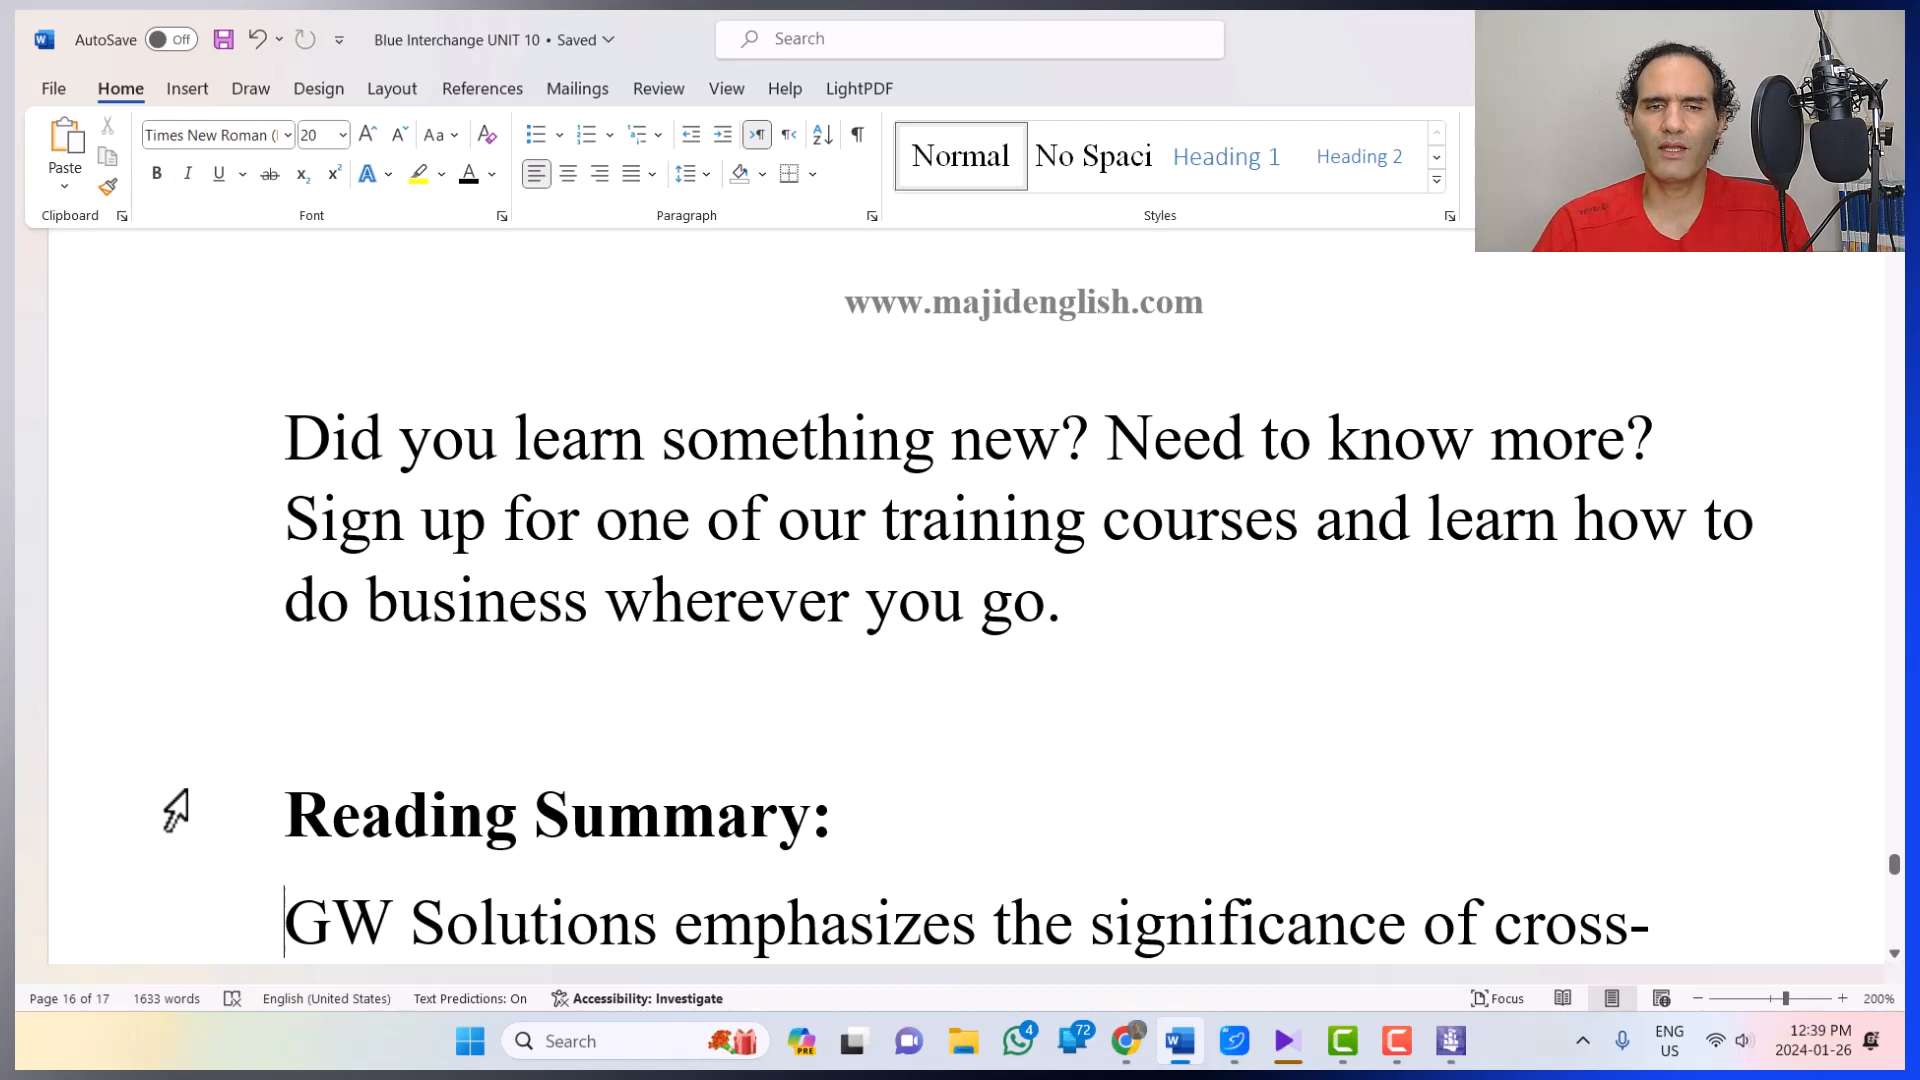 AutoSave Off Blue Interchange UNIT 10 • Saved Search
File Home Insert Draw Design Layout References Mailings Review View Help LightPDF
Paste
Times New Roman ( 20
Normal No Spaci Heading 1 Heading 2
Clipboard Font Paragraph Styles
www.majidenglish.com
Did you learn something new? Need to know more?
Sign up for one of our training courses and learn how to
do business wherever you go.
Reading Summary:
GW Solutions emphasizes the significance of cross-
Page 16 of 17 1633 words English (United States) Text Predictions: On Accessibility: Investigate Focus 200%
Search PRE 4 72 ENG 12:39 PM
US 2024-01-26